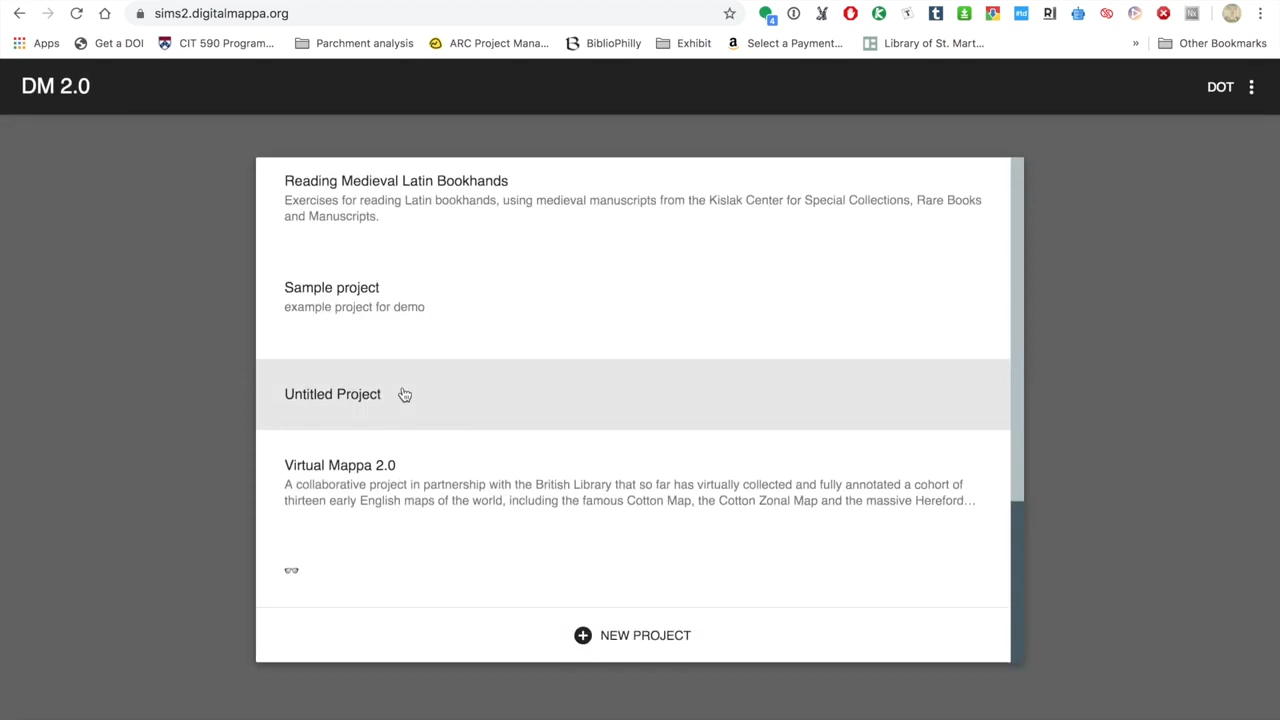 sims2.digitalmappa.org
4
Apps
Get a DOI
CIT 590 Program...
Parchment analysis
ARC Project Mana...
BiblioPhilly
Exhibit
Select a Payment...
Library of St. Mart...
»
Other Bookmarks
DM 2.0
DOT
Reading Medieval Latin Bookhands
Exercises for reading Latin bookhands, using medieval manuscripts from the Kislak Center for Special Collections, Rare Books
and Manuscripts.
Sample project
example project for demo
Untitled Project
Virtual Mappa 2.0
A collaborative project in partnership with the British Library that so far has virtually collected and fully annotated a cohort of
thirteen early English maps of the world, including the famous Cotton Map, the Cotton Zonal Map and the massive Hereford...
NEW PROJECT